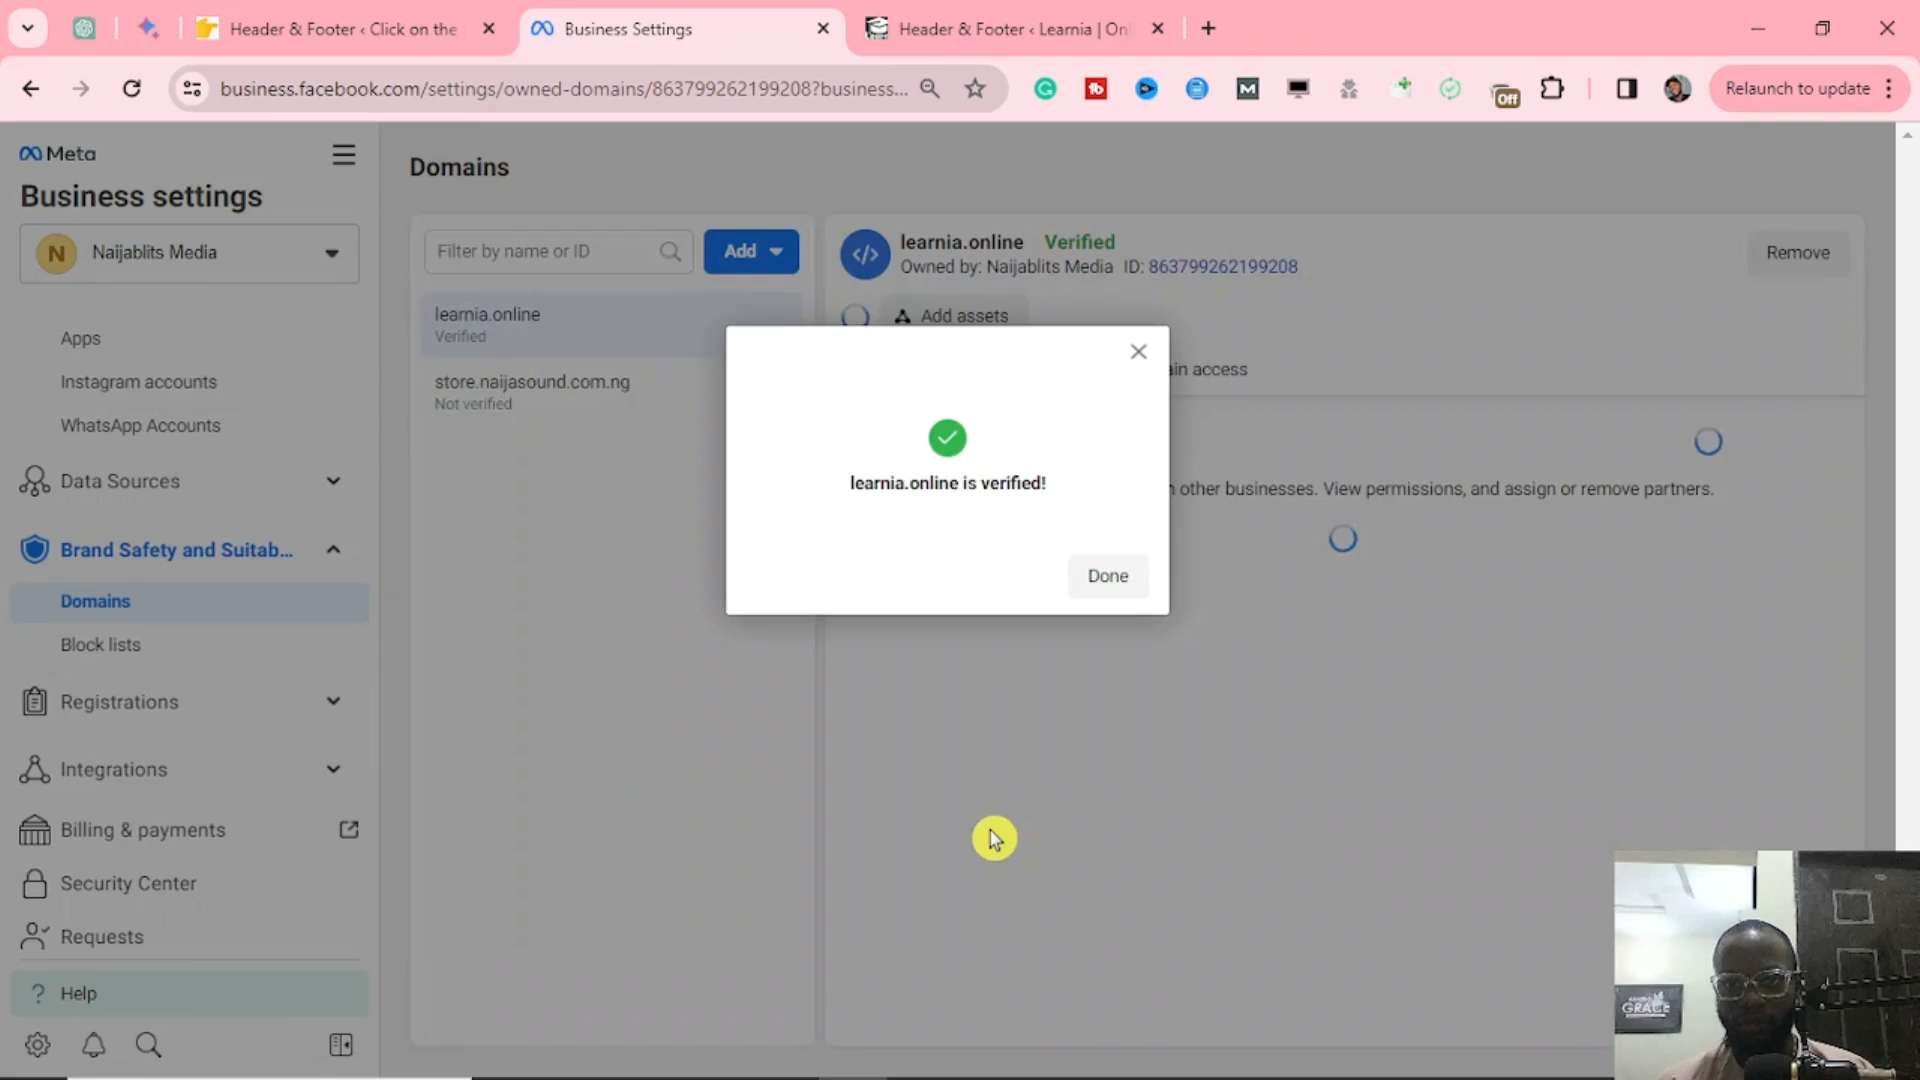 Header & Footer ‹ Click on the
Business Settings
Header & Footer ‹ Learnia | On
business.facebook.com/settings/owned-domains/863799262199208?business...
Off
Relaunch to update
Meta
Business settings
N
Naijablits Media
Apps
Instagram accounts
WhatsApp Accounts
Data Sources
Brand Safety and Suitab...
Domains
Block lists
Registrations
Integrations
Billing & payments
Security Center
Requests
? Help
Domains
Filter by name or ID
Add
learnia.online
Verified
store.naijasound.com.ng
Not verified
</>
learnia.online Verified
Owned by: Naijablits Media ID: 863799262199208
Remove
Add assets
ain access
other businesses. View permissions, and assign or remove partners.
learnia.online is verified!
Done
GRACE